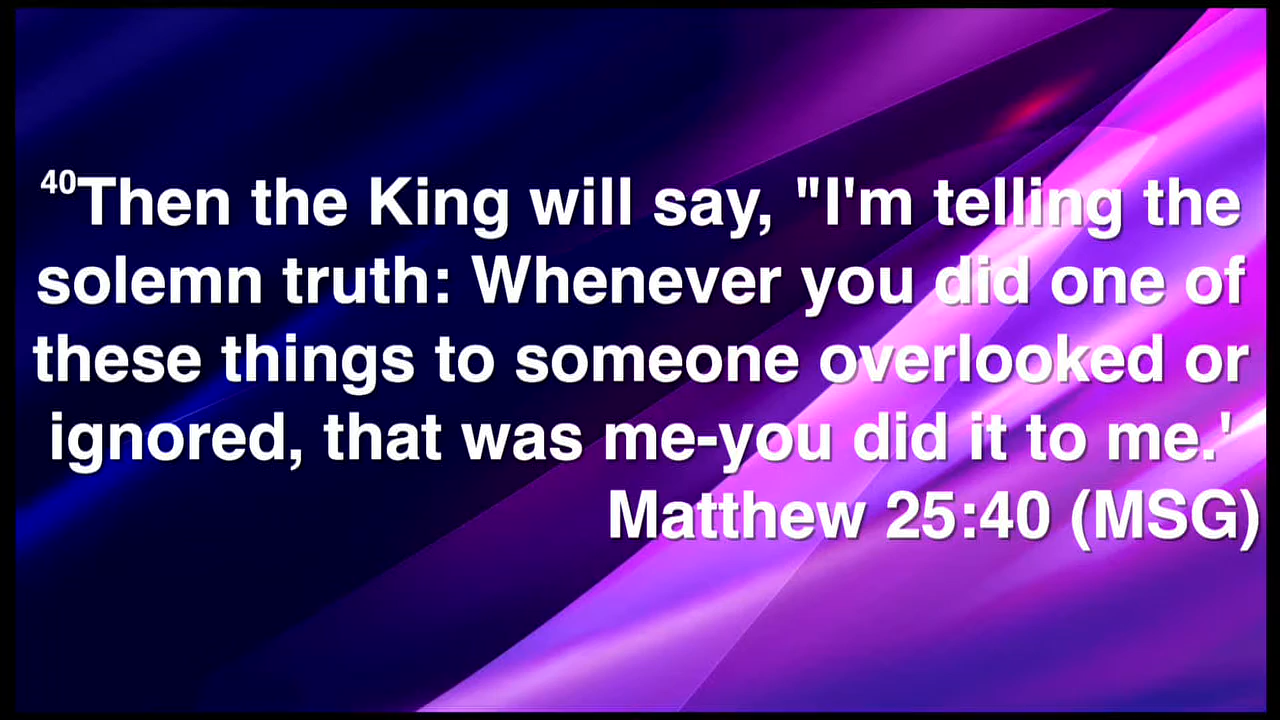 40Then the King will say, "I'm telling the
solemn truth: Whenever you did one of
these things to someone overlooked or
ignored, that was me-you did it to me.'
Matthew 25:40 (MSG)